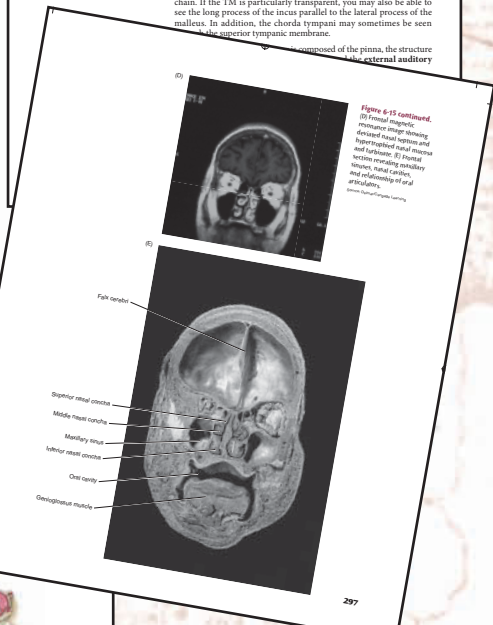 chain. If the TM is particularly transparent, you may also be able to
see the long process of the incus parallel to the lateral process of the
malleus. In addition, the chorda tympani may sometimes be seen
the superior tympanic membrane.
is composed of the pinna, the structure
the external auditory
(D)
Figure 6-15 continued.
(D) Frontal magnetic
resonance image showing
deviated nasal septum and
hypertrophied nasal mucosa
and turbinate. (E) Frontal
section revealing maxillary
sinuses, nasal cavities,
and relationship of oral
articulators.
(E)
Falx cerebri
Superior nasal concha
Middle nasal concha
Maxillary sinus
Inferior nasal concha
Oral cavity
Genioglossus muscle
297